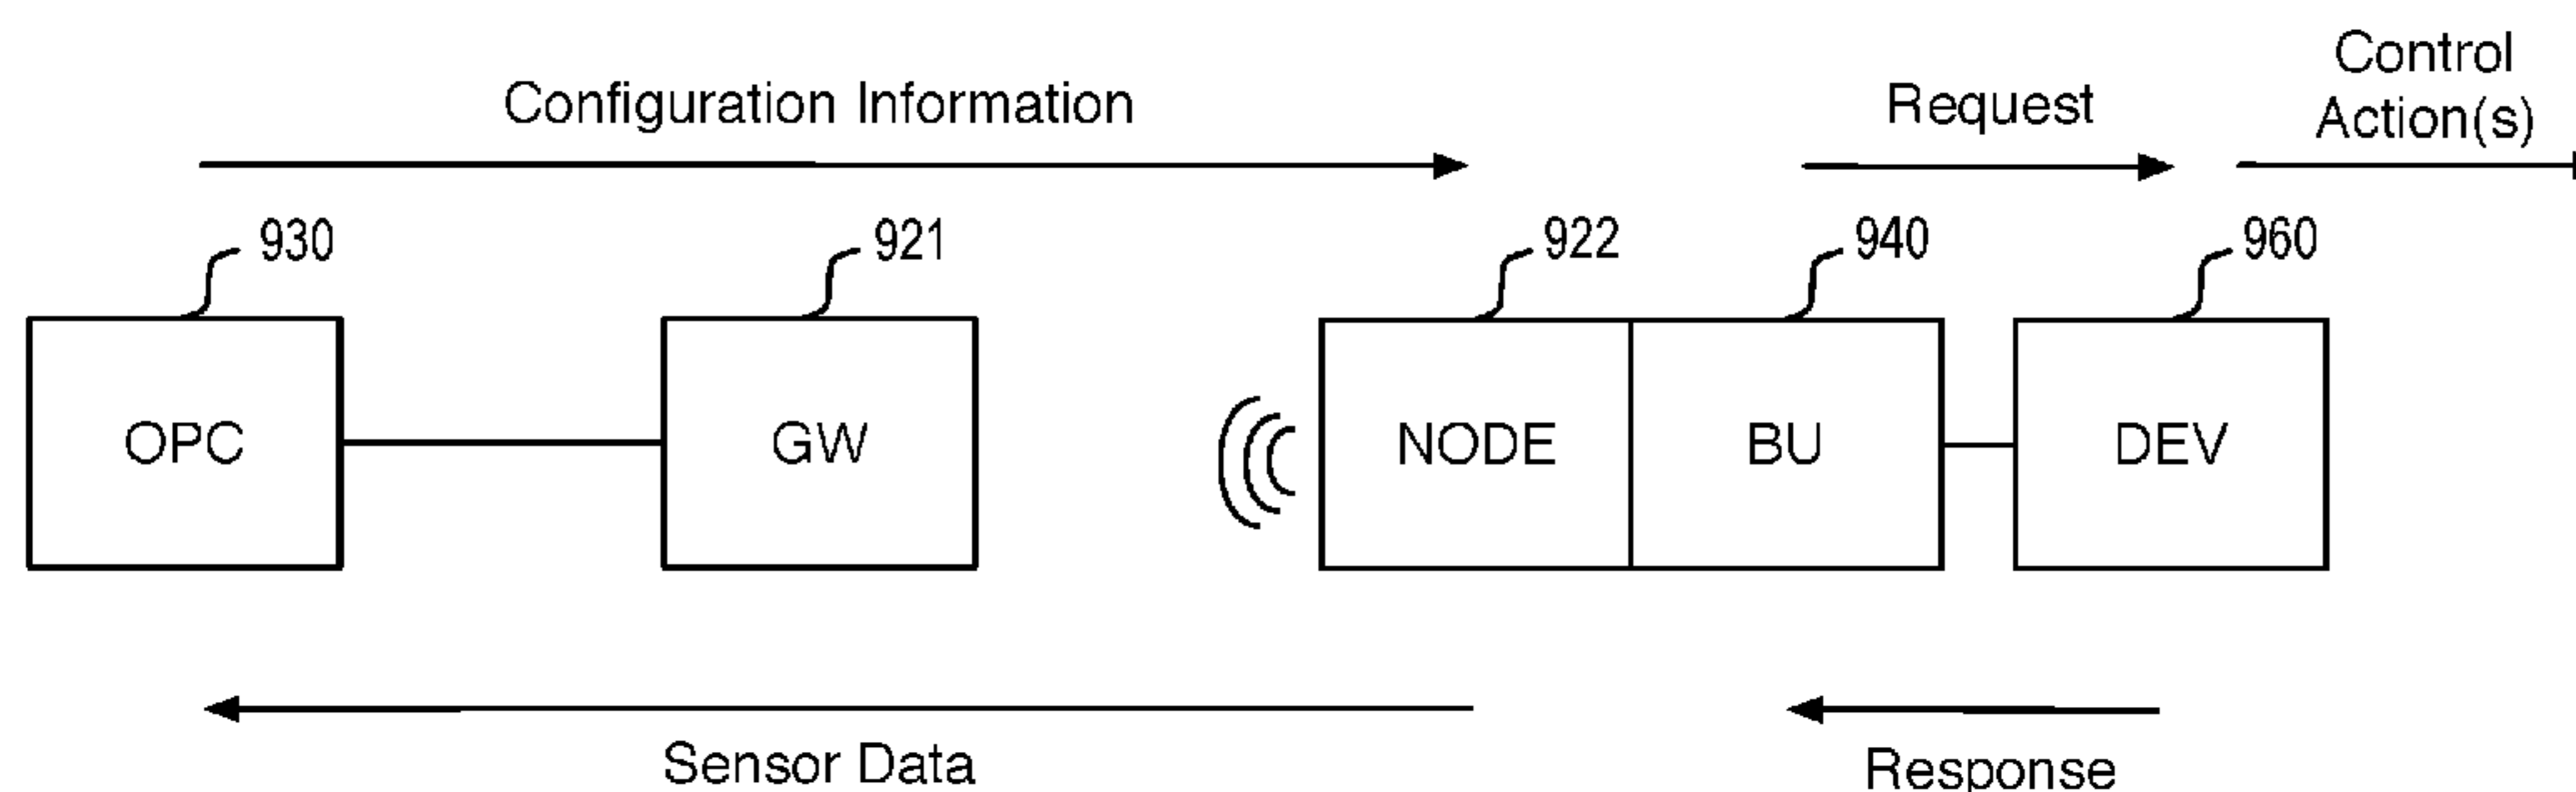 Control
Configuration Information
Request
Action(s)
930
921
922
940
960
OPC
GW
NODE
BU
DEV
Sensor Data
Response